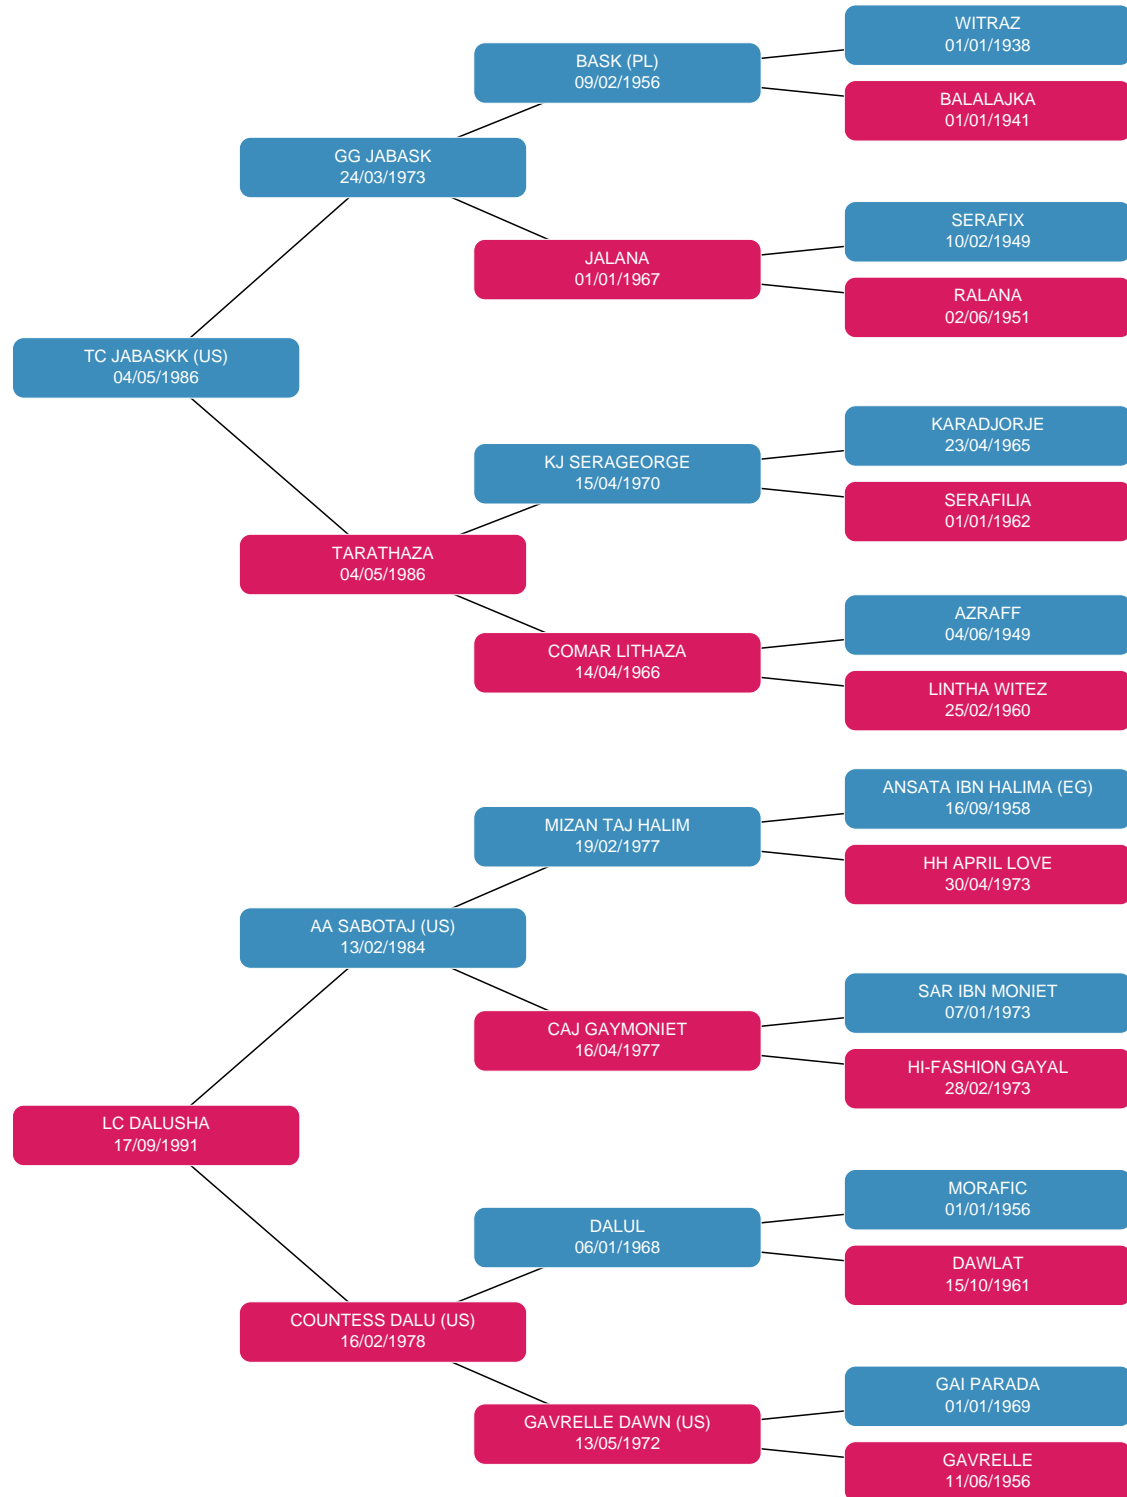 WITRAZ
01/01/1938
BASK (PL)
09/02/1956
BALALAJKA
01/01/1941
GG JABASK
24/03/1973
SERAFIX
10/02/1949
JALANA
01/01/1967
RALANA
02/06/1951
TC JABASKK (US)
04/05/1986
KARADJORJE
23/04/1965
KJ SERAGEORGE
15/04/1970
SERAFILIA
01/01/1962
TARATHAZA
04/05/1986
AZRAFF
04/06/1949
COMAR LITHAZA
14/04/1966
LINTHA WITEZ
25/02/1960
ANSATA IBN HALIMA (EG)
16/09/1958
MIZAN TAJ HALIM
19/02/1977
HH APRIL LOVE
30/04/1973
AA SABOTAJ (US)
13/02/1984
SAR IBN MONIET
07/01/1973
CAJ GAYMONIET
16/04/1977
HI-FASHION GAYAL
28/02/1973
LC DALUSHA
17/09/1991
MORAFIC
01/01/1956
DALUL
06/01/1968
DAWLAT
15/10/1961
COUNTESS DALU (US)
16/02/1978
GAI PARADA
01/01/1969
GAVRELLE DAWN (US)
13/05/1972
GAVRELLE
11/06/1956